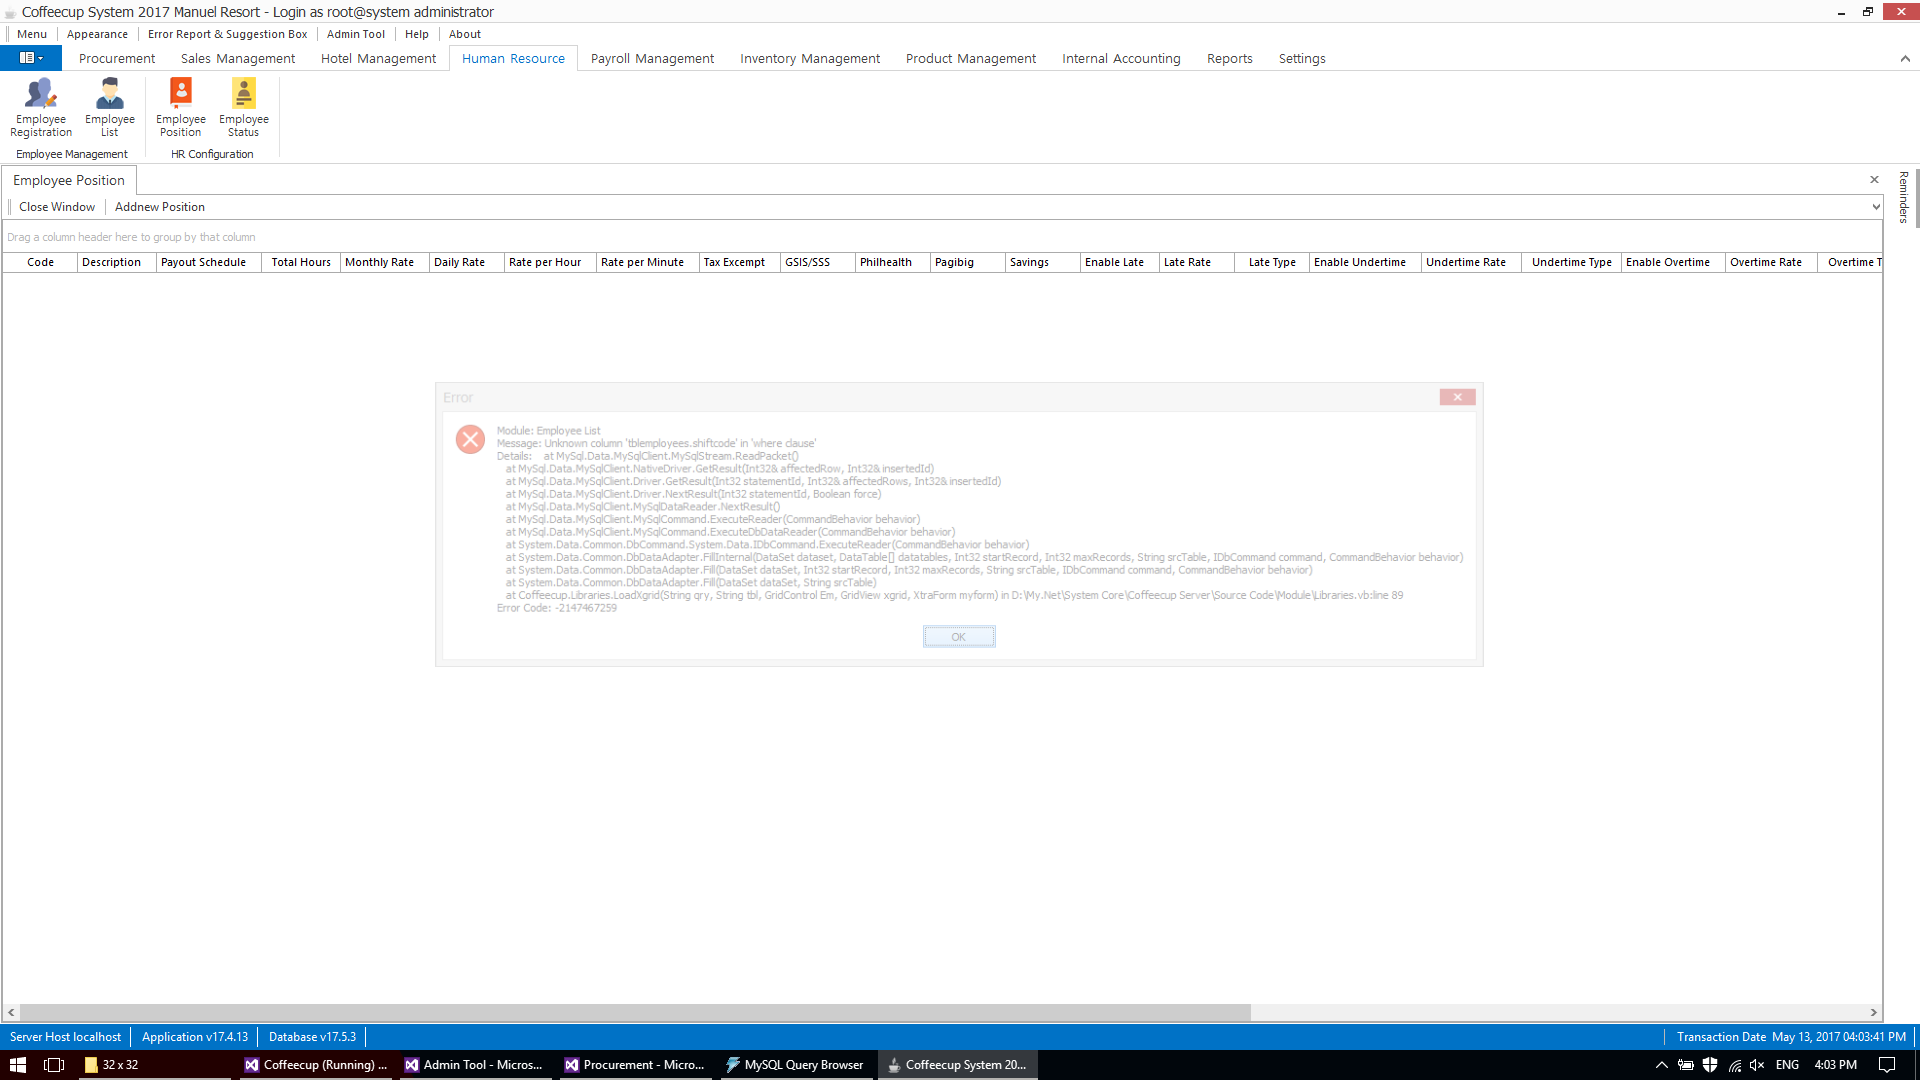 Coffeecup System 2017 Manuel Resort - Login as root@system administrator
Menu Appearance Error Report & Suggestion Box Admin Tool Help About
Procurement Sales Management Hotel Management Human Resource Payroll Management Inventory Management Product Management Internal Accounting Reports Settings
Employee Registration
Employee List
Employee Position
Employee Status
Employee Management
HR Configuration
Employee Position
Reminders
Close Window Addnew Position
Drag a column header here to group by that column
Code Description Payout Schedule Total Hours Monthly Rate Daily Rate Rate per Hour Rate per Minute Tax Excempt GSIS/SSS Philhealth Pagibig Savings Enable Late Late Rate Late Type Enable Undertime Undertime Rate Undertime Type Enable Overtime Overtime Rate Overtime T
Error
Module: Employee List
Message: Unknown column 'tblemployees.shiftcode' in 'where clause'
Details: at MySql.Data.MySqlClient.MySqlStream.ReadPacket()
at MySql.Data.MySqlClient.NativeDriver.GetResult(Int32& affectedRow, Int32& insertedId)
at MySql.Data.MySqlClient.Driver.GetResult(Int32 statementId, Int32& affectedRows, Int32& insertedId)
at MySql.Data.MySqlClient.Driver.NextResult(Int32 statementId, Boolean force)
at MySql.Data.MySqlClient.MySqlDataReader.NextResult()
at MySql.Data.MySqlClient.MySqlCommand.ExecuteReader(CommandBehavior behavior)
at MySql.Data.MySqlClient.MySqlCommand.ExecuteDbDataReader(CommandBehavior behavior)
at System.Data.Common.DbCommand.System.Data.IDbCommand.ExecuteReader(CommandBehavior behavior)
at System.Data.Common.DbDataAdapter.FillInternal(DataSet dataset, DataTable[] datatables, Int32 startRecord, Int32 maxRecords, String srcTable, IDbCommand command, CommandBehavior behavior)
at System.Data.Common.DbDataAdapter.Fill(DataSet dataSet, Int32 startRecord, Int32 maxRecords, String srcTable, IDbCommand command, CommandBehavior behavior)
at System.Data.Common.DbDataAdapter.Fill(DataSet dataSet, String srcTable)
at Coffeecup.Libraries.LoadXgrid(String qry, String tbl, GridControl Em, GridView xgrid, XtraForm myform) in D:\My.Net\System Core\Coffeecup Server\Source Code\Module\Libraries.vb:line 89
Error Code: -2147467259
OK
Server Host localhost Application v17.4.13 Database v17.5.3 Transaction Date May 13, 2017 04:03:41 PM
32 x 32 Coffeecup (Running) ... Admin Tool - Micros... Procurement - Micro... MySQL Query Browser Coffeecup System 20... ENG 4:03 PM